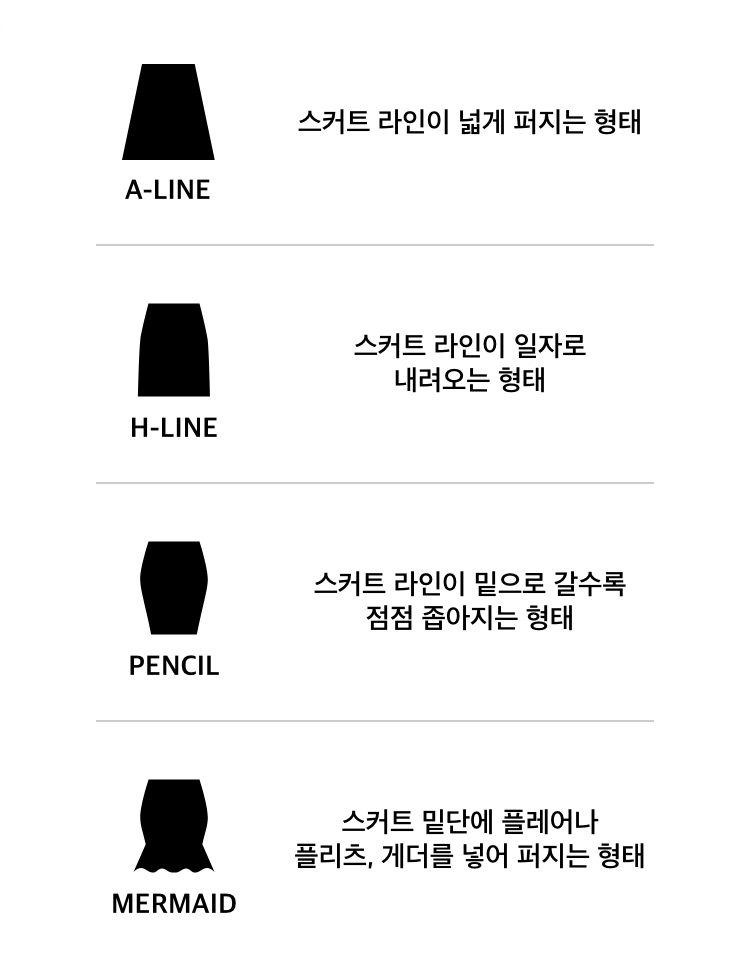 스커트 라인이 넓게 퍼지는 형태
A-LINE
스커트 라인이 일자로
내려오는 형태
H-LINE
스커트 라인이 밑으로 갈수록
점점 좁아지는 형태
PENCIL
스커트 밑단에 플레어나
플리츠, 게더를 넣어 퍼지는 형태
MERMAID